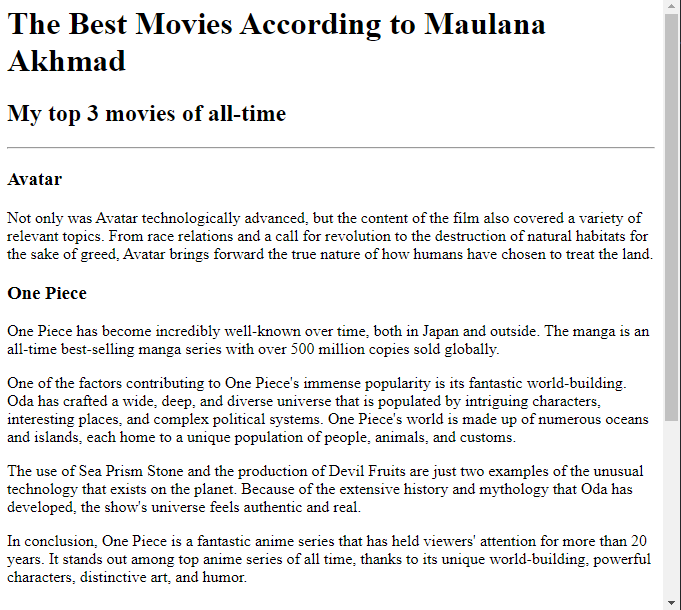 The Best Movies According to Maulana
Akhmad
My top 3 movies of all-time
Avatar
Not only was Avatar technologically advanced, but the content of the film also covered a variety of
relevant topics. From race relations and a call for revolution to the destruction of natural habitats for
the sake of greed, Avatar brings forward the true nature of how humans have chosen to treat the land.
One Piece
One Piece has become incredibly well-known over time, both in Japan and outside. The manga is an
all-time best-selling manga series with over 500 million copies sold globally.
One of the factors contributing to One Piece's immense popularity is its fantastic world-building.
Oda has crafted a wide, deep, and diverse universe that is populated by intriguing characters,
interesting places, and complex political systems. One Piece's world is made up of numerous oceans
and islands, each home to a unique population of people, animals, and customs.
The use of Sea Prism Stone and the production of Devil Fruits are just two examples of the unusual
technology that exists on the planet. Because of the extensive history and mythology that Oda has
developed, the show's universe feels authentic and real.
In conclusion, One Piece is a fantastic anime series that has held viewers' attention for more than 20
years. It stands out among top anime series of all time, thanks to its unique world-building, powerful
characters, distinctive art, and humor.